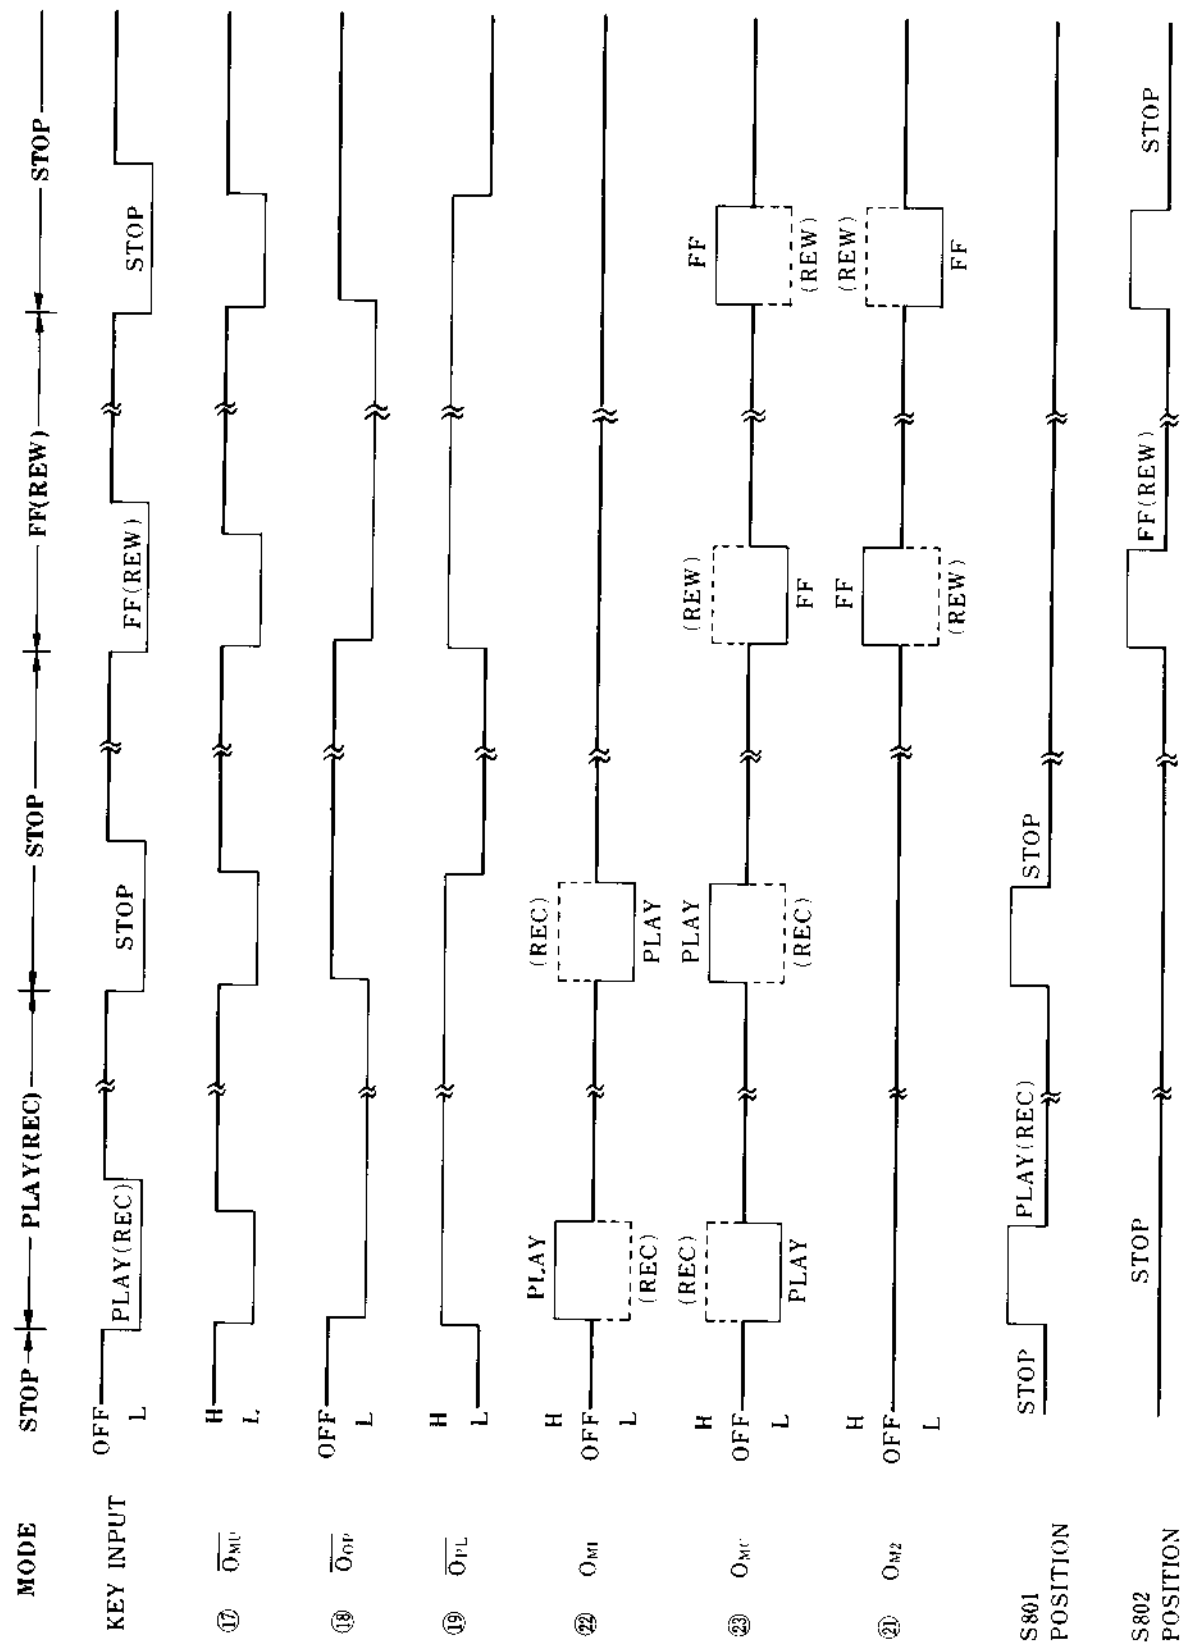 MODE STOP PLAY(REC) STOP FF(REW) STOP
KEY INPUT OFF L PLAY(REC) STOP FF(REW) STOP
⑰ O̅M̅U̅ H L
⑱ O̅O̅P̅ OFF L
⑲ O̅P̅L̅ H L
㉒ OM1 H OFF L PLAY (REC) (REC) PLAY
㉓ OMC H OFF L (REC) PLAY PLAY (REC) (REW) FF FF (REW)
㉑ OM2 H OFF L FF (REW) (REW) FF
S801 POSITION STOP PLAY(REC) STOP
S802 POSITION STOP FF(REW) STOP